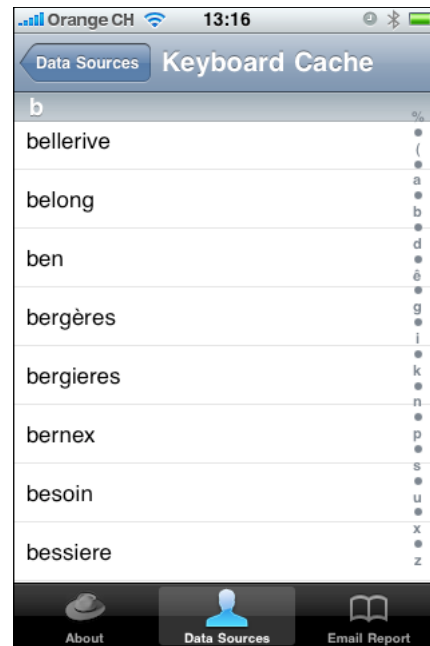 Orange CH 13:16
Data Sources Keyboard Cache
b
bellerive
belong
ben
bergères
bergieres
bernex
besoin
bessiere
%
(
a
b
d
ê
g
i
k
n
p
s
u
x
z
About Data Sources Email Report